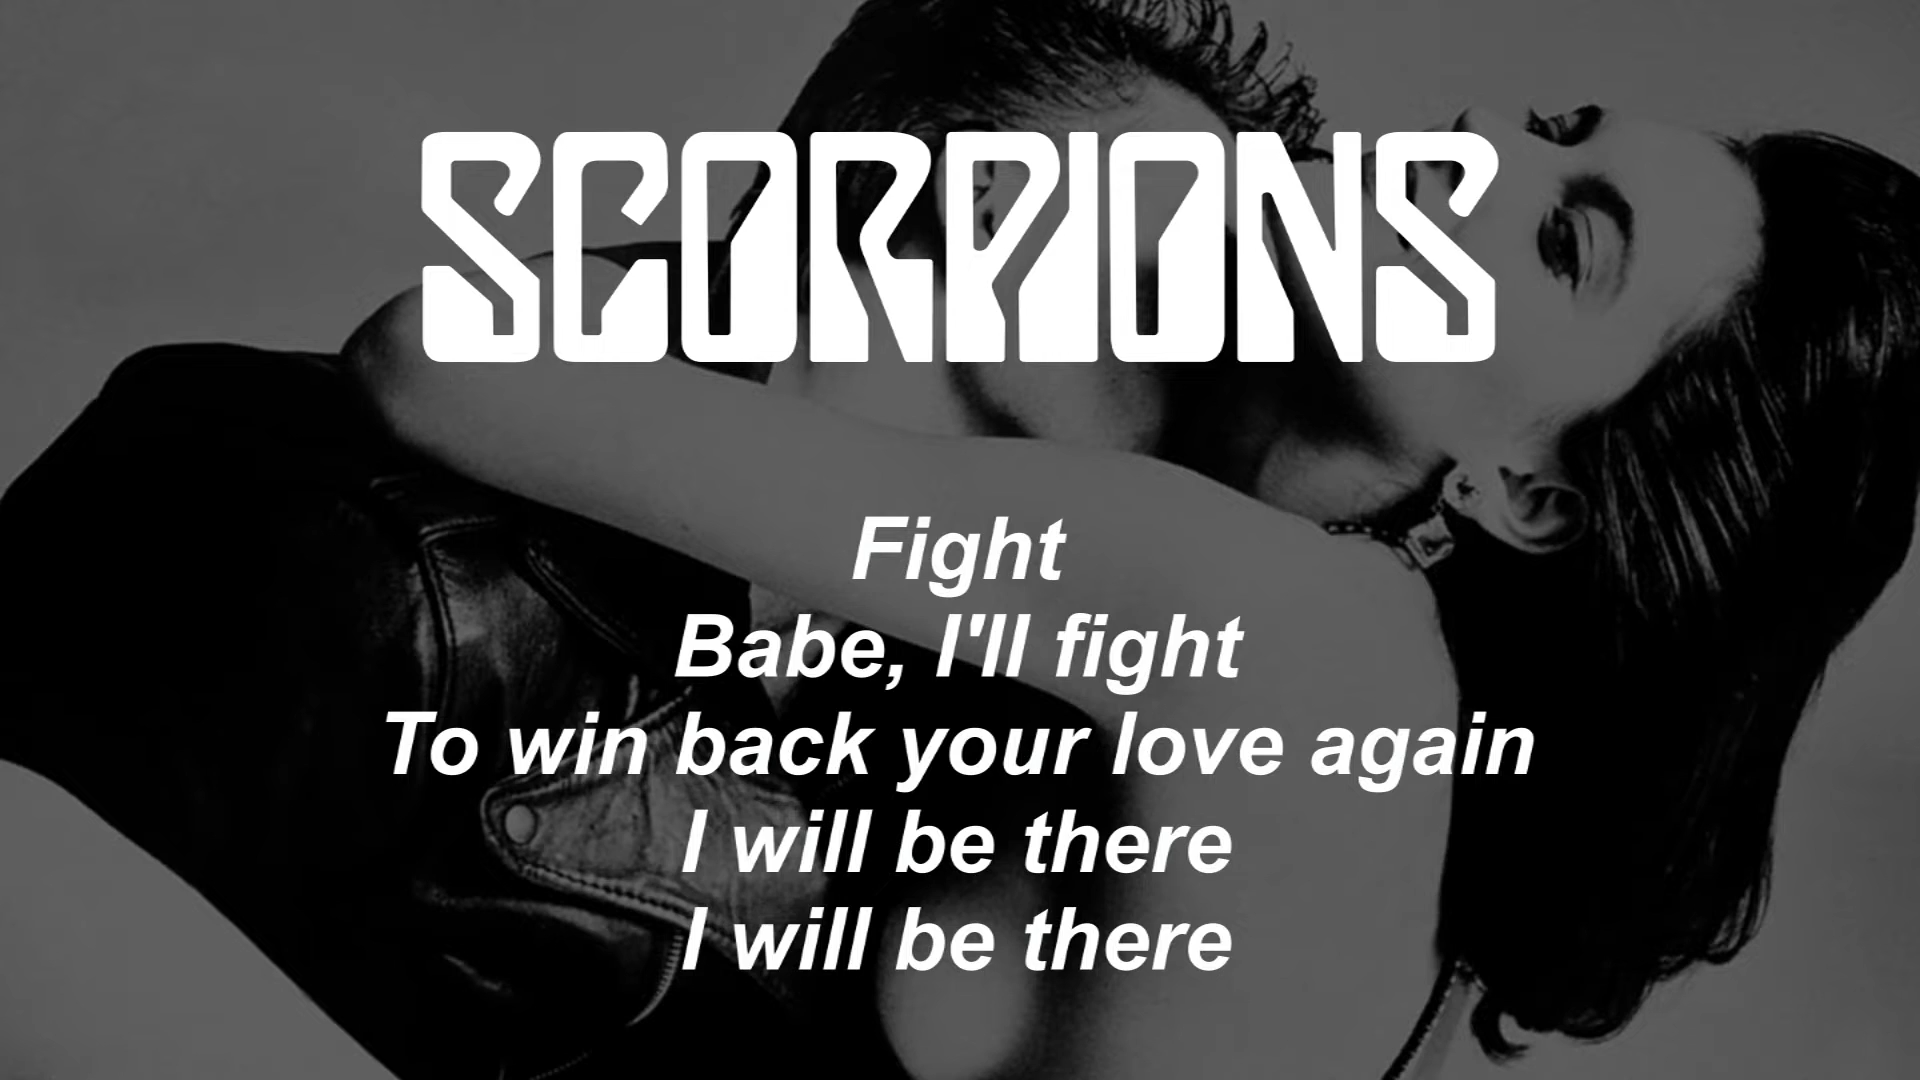 SCORPIONS
Fight
Babe, I'll fight
To win back your love again
I will be there
I will be there